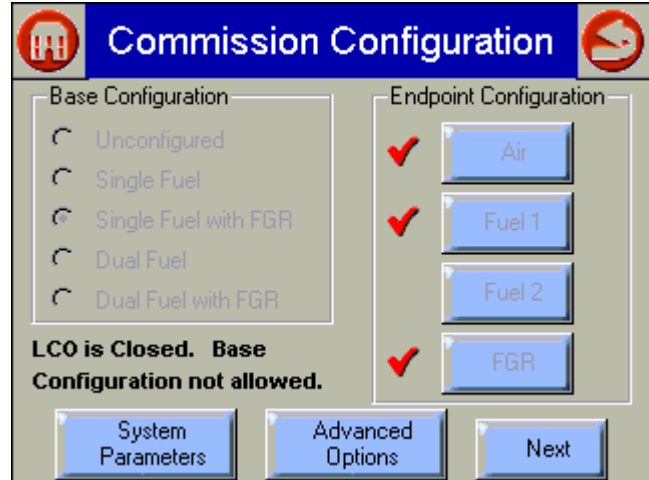 Commission Configuration
Base Configuration
Unconfigured
Single Fuel
Single Fuel with FGR
Dual Fuel
Dual Fuel with FGR
LCO is Closed. Base
Configuration not allowed.
Endpoint Configuration
Air
Fuel 1
Fuel 2
FGR
System
Parameters
Advanced
Options
Next